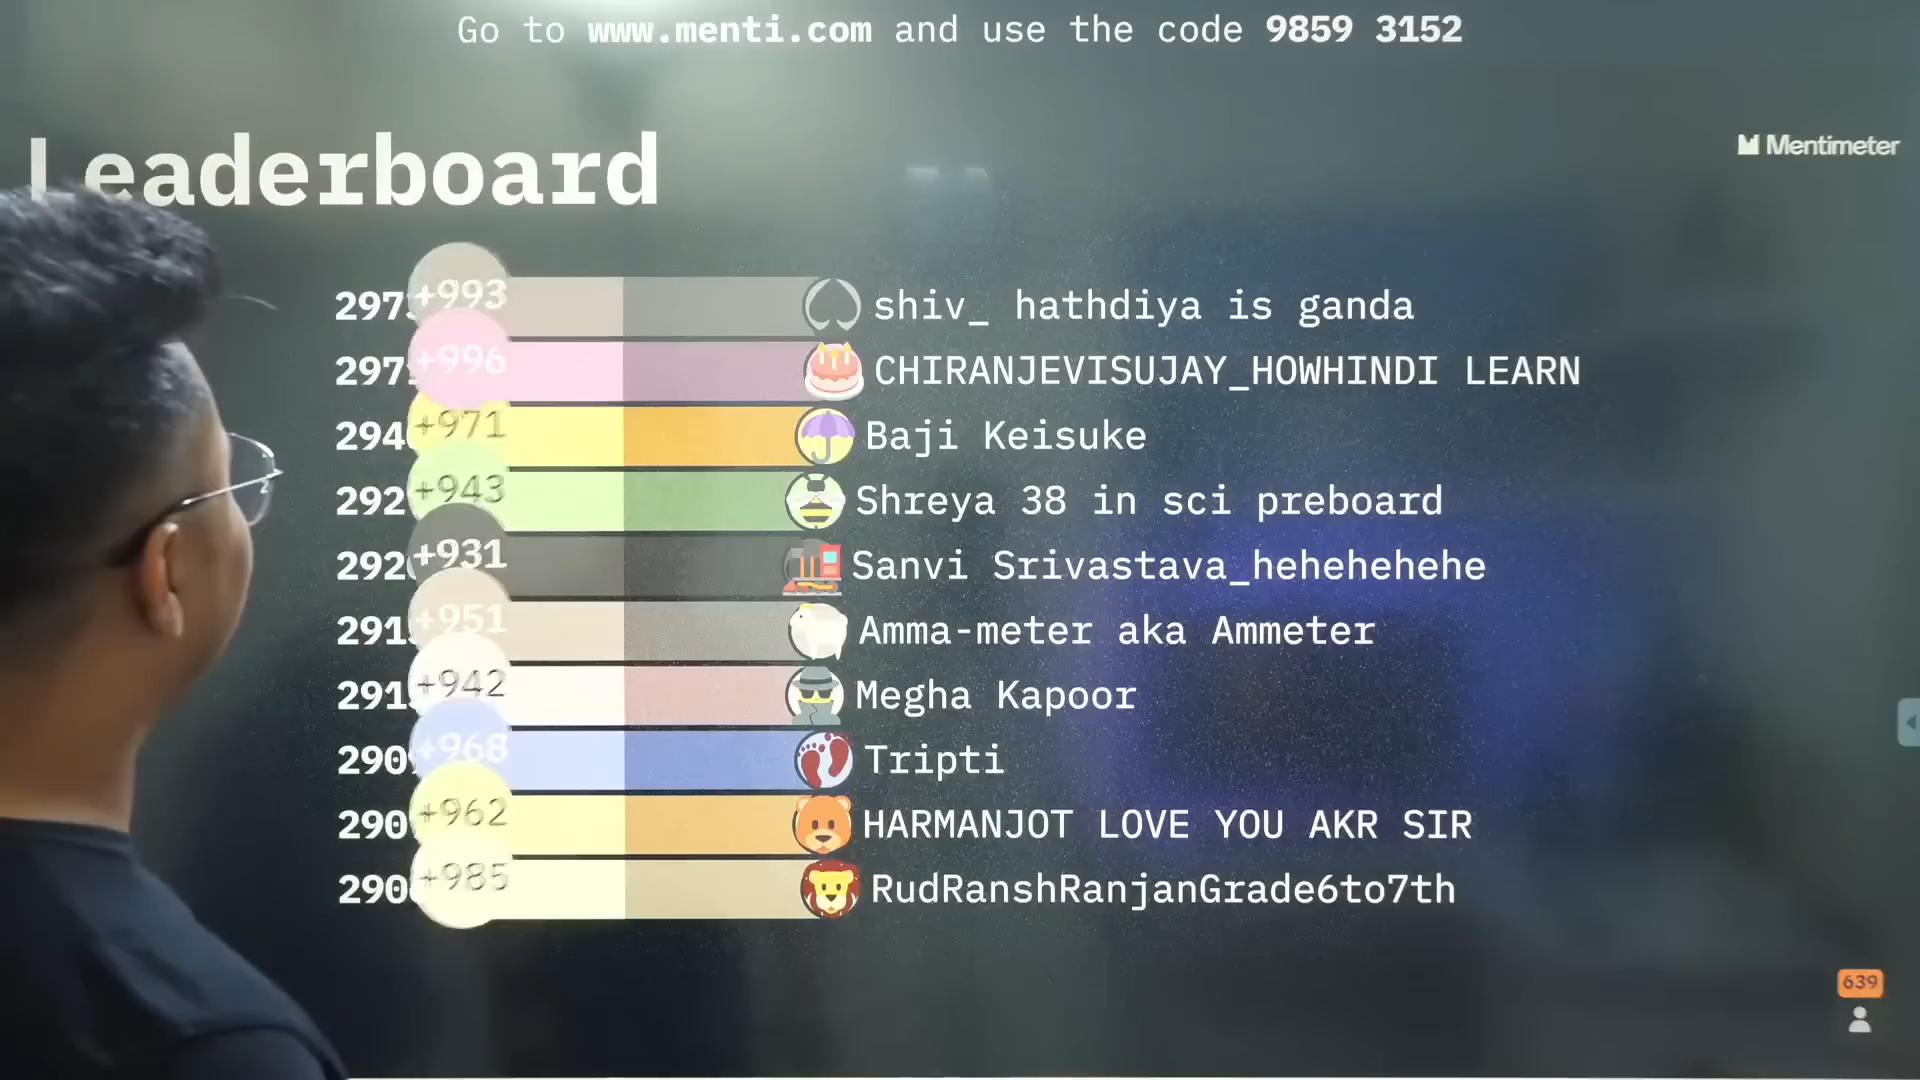 Go to www.menti.com and use the code 9859 3152
Leaderboard
Mentimeter
+993 shiv_ hathdiya is ganda
+996 CHIRANJEVISUJAY_HOWHINDI LEARN
+971 Baji Keisuke
+943 Shreya 38 in sci preboard
+931 Sanvi Srivastava_hehehehehe
+951 Amma-meter aka Ammeter
+942 Megha Kapoor
+968 Tripti
+962 HARMANJOT LOVE YOU AKR SIR
+985 RudRanshRanjanGrade6to7th
639